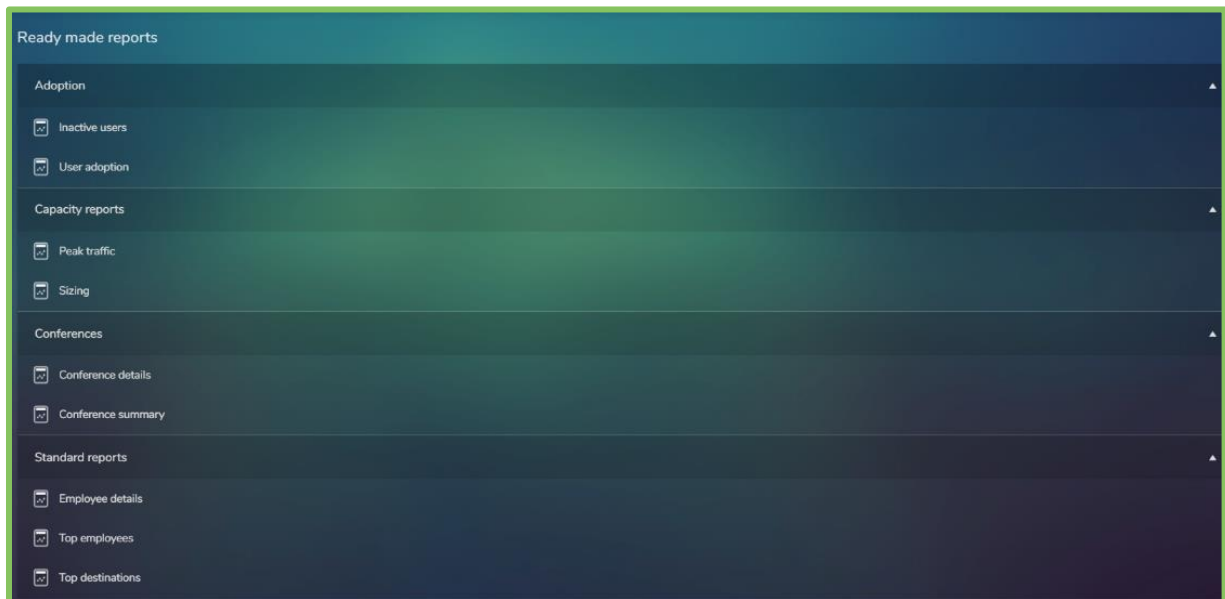 Ready made reports
Adoption
Inactive users
User adoption
Capacity reports
Peak traffic
Sizing
Conferences
Conference details
Conference summary
Standard reports
Employee details
Top employees
Top destinations